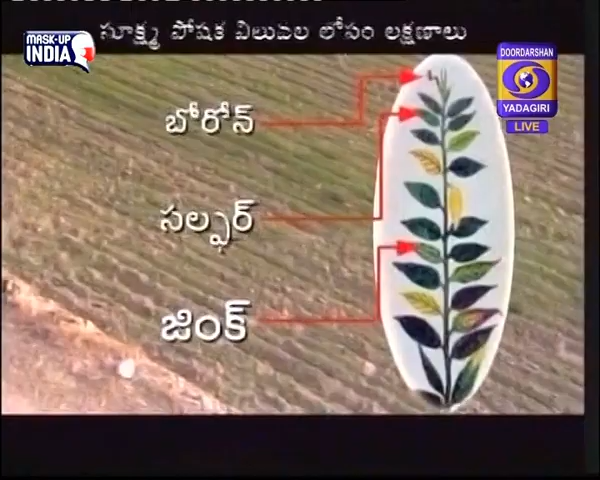 MASK-UP
INDIA
సూక్ష్మ పోషక విలువల లోపం లక్షణాలు
DOORDARSHAN
YADAGIRI
LIVE
బోరోన్
సల్ఫర్
జింక్